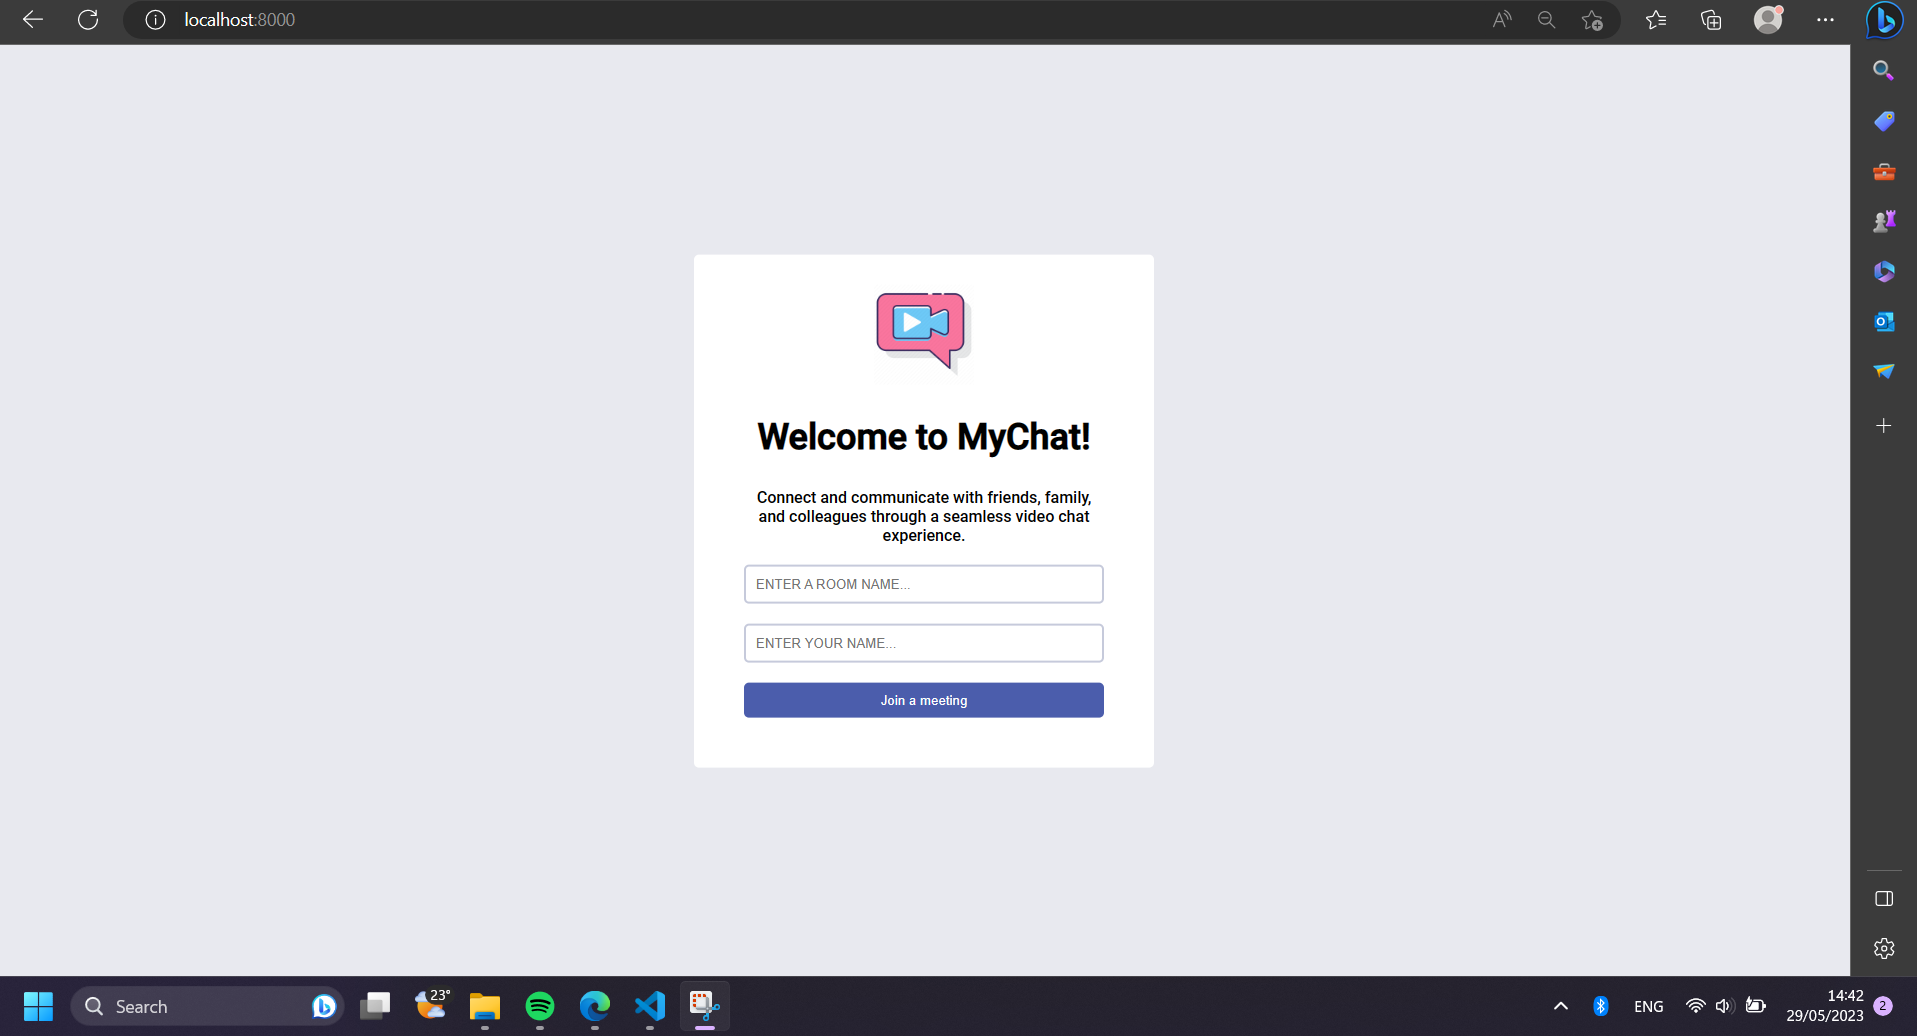 localhost:8000
Welcome to MyChat!
Connect and communicate with friends, family,
and colleagues through a seamless video chat
experience.
ENTER A ROOM NAME...
ENTER YOUR NAME...
Join a meeting
Search
23°
ENG
14:42
29/05/2023
2